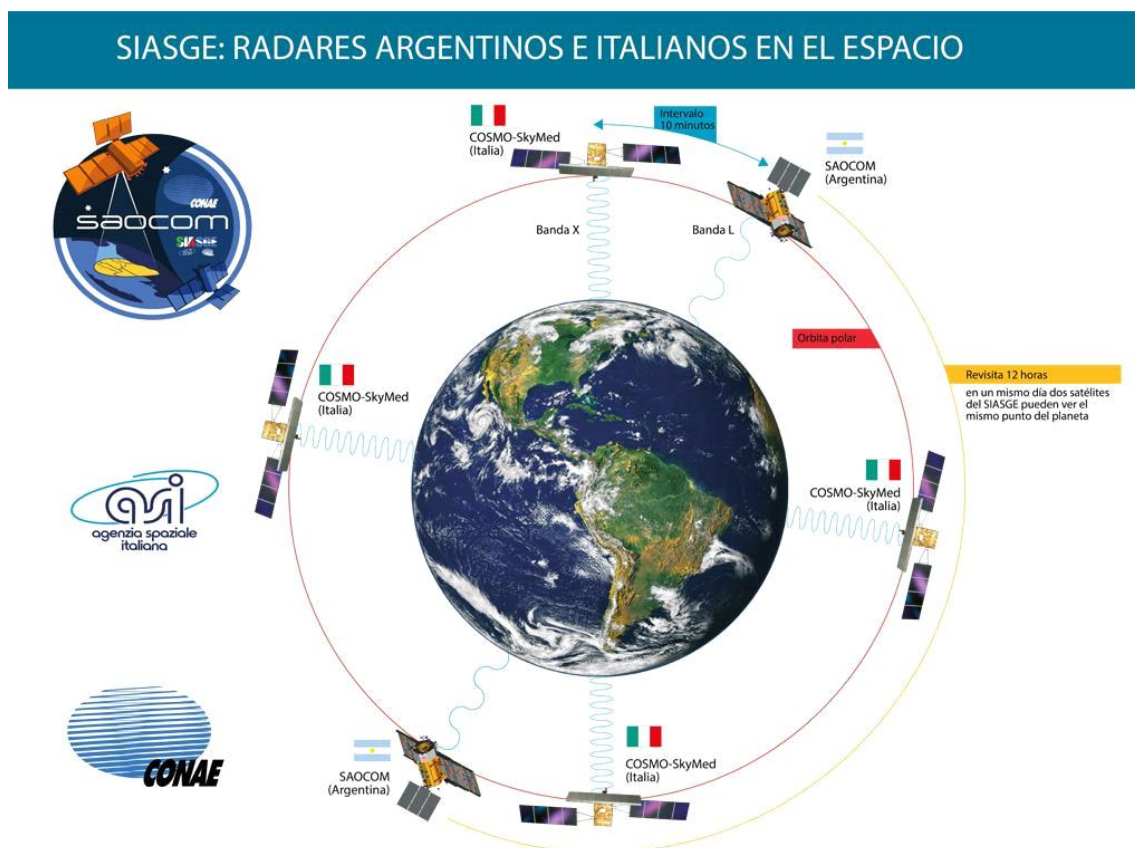 SIASGE: RADARES ARGENTINOS E ITALIANOS EN EL ESPACIO
COSMO-SkyMed
(Italia)
Intervalo
10 minutos
SAOCOM
(Argentina)
CONAE
saocom
SIASGE
Banda X
Banda L
Orbita polar
Revisita 12 horas
en un mismo día dos satélites
del SIASGE pueden ver el
mismo punto del planeta
COSMO-SkyMed
(Italia)
COSMO-SkyMed
(Italia)
asi
agenzia spaziale
italiana
CONAE
SAOCOM
(Argentina)
COSMO-SkyMed
(Italia)